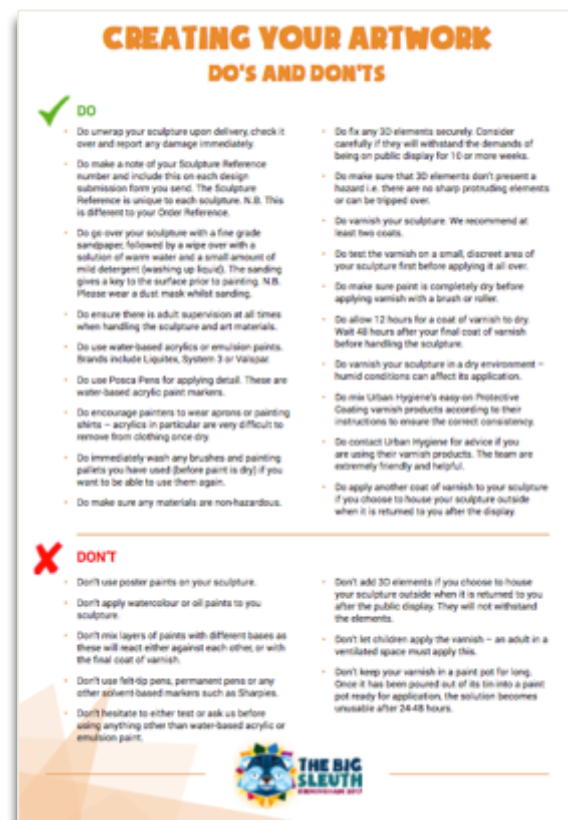 CREATING YOUR ARTWORK
DO'S AND DON'TS
DO
Do unwrap your sculpture upon delivery, check it
over and report any damage immediately.
Do make a note of your Sculpture Reference
number and include this on each design
submission form you send. The Sculpture
Reference is unique to each sculpture. N.B. This
is different to your Order Reference.
Do go over your sculpture with a fine grade
sandpaper, followed by a wipe over with a
solution of warm water and a small amount of
mild detergent (washing up liquid). The sanding
gives a key to the surface prior to painting. N.B.
Please wear a dust mask whilst sanding.
Do ensure there is adult supervision at all times
when handling the sculpture and art materials.
Do use water-based acrylics or emulsion paints.
Brands include Liquitex, System 3 or Valspar.
Do use Posca Pens for applying detail. These are
water-based acrylic paint markers.
Do encourage painters to wear aprons or painting
shirts – acrylics in particular are very difficult to
remove from clothing once dry.
Do immediately wash any brushes and painting
pallets you have used (before paint is dry) if you
want to be able to use them again.
Do make sure any materials are non-hazardous.
Do fix any 3D elements securely. Consider
carefully if they will withstand the demands of
being on public display for 10 or more weeks.
Do make sure that 3D elements don't present a
hazard i.e. there are no sharp protruding elements
or can be tripped over.
Do varnish your sculpture. We recommend at
least two coats.
Do test the varnish on a small, discreet area of
your sculpture first before applying it all over.
Do make sure paint is completely dry before
applying varnish with a brush or roller.
Do allow 12 hours for a coat of varnish to dry.
Wait 48 hours after your final coat of varnish
before handling the sculpture.
Do varnish your sculpture in a dry environment –
humid conditions can affect its application.
Do mix Urban Hygiene's easy-on Protective
Coating varnish products according to their
instructions to ensure the correct consistency.
Do contact Urban Hygiene for advice if you
are using their varnish products. The team are
extremely friendly and helpful.
Do apply another coat of varnish to your sculpture
if you choose to house your sculpture outside
when it is returned to you after the display.
DON'T
Don't use poster paints on your sculpture.
Don't apply watercolour or oil paints to you
sculpture.
Don't mix layers of paints with different bases as
these will react either against each other, or with
the final coat of varnish.
Don't use felt-tip pens, permanent pens or any
other solvent-based markers such as Sharpies.
Don't hesitate to either test or ask us before
using anything other than water-based acrylic or
emulsion paint.
Don't add 3D elements if you choose to house
your sculpture outside when it is returned to you
after the public display. They will not withstand
the elements.
Don't let children apply the varnish – an adult in a
ventilated space must apply this.
Don't keep your varnish in a paint pot for long.
Once it has been poured out of its tin into a paint
pot ready for application, the solution becomes
unusable after 24-48 hours.
THE BIG
SLEUTH
BIRMINGHAM 2017